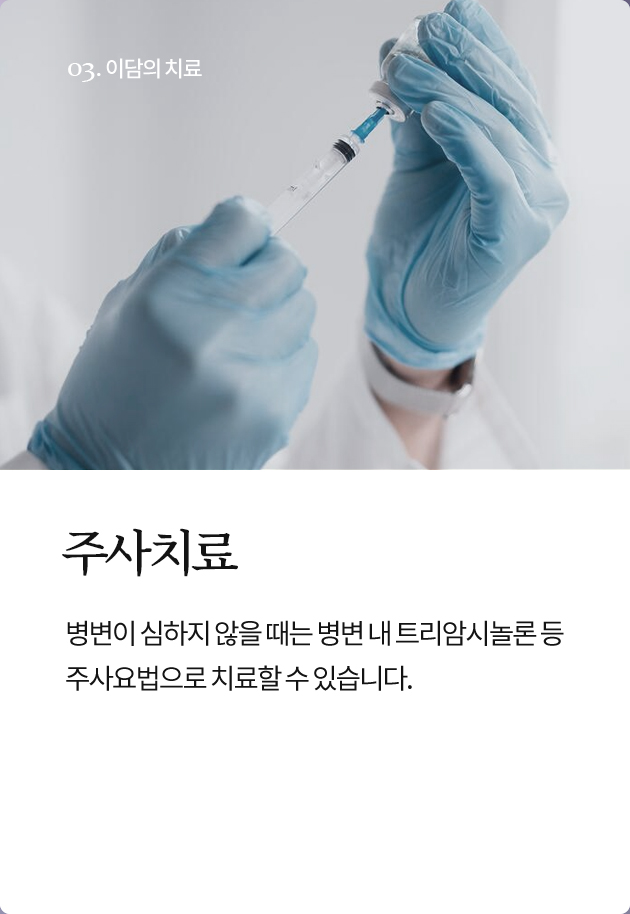 03. 이담의 치료
주사치료
병변이 심하지 않을 때는 병변 내 트리암시놀론 등
주사요법으로 치료할 수 있습니다.